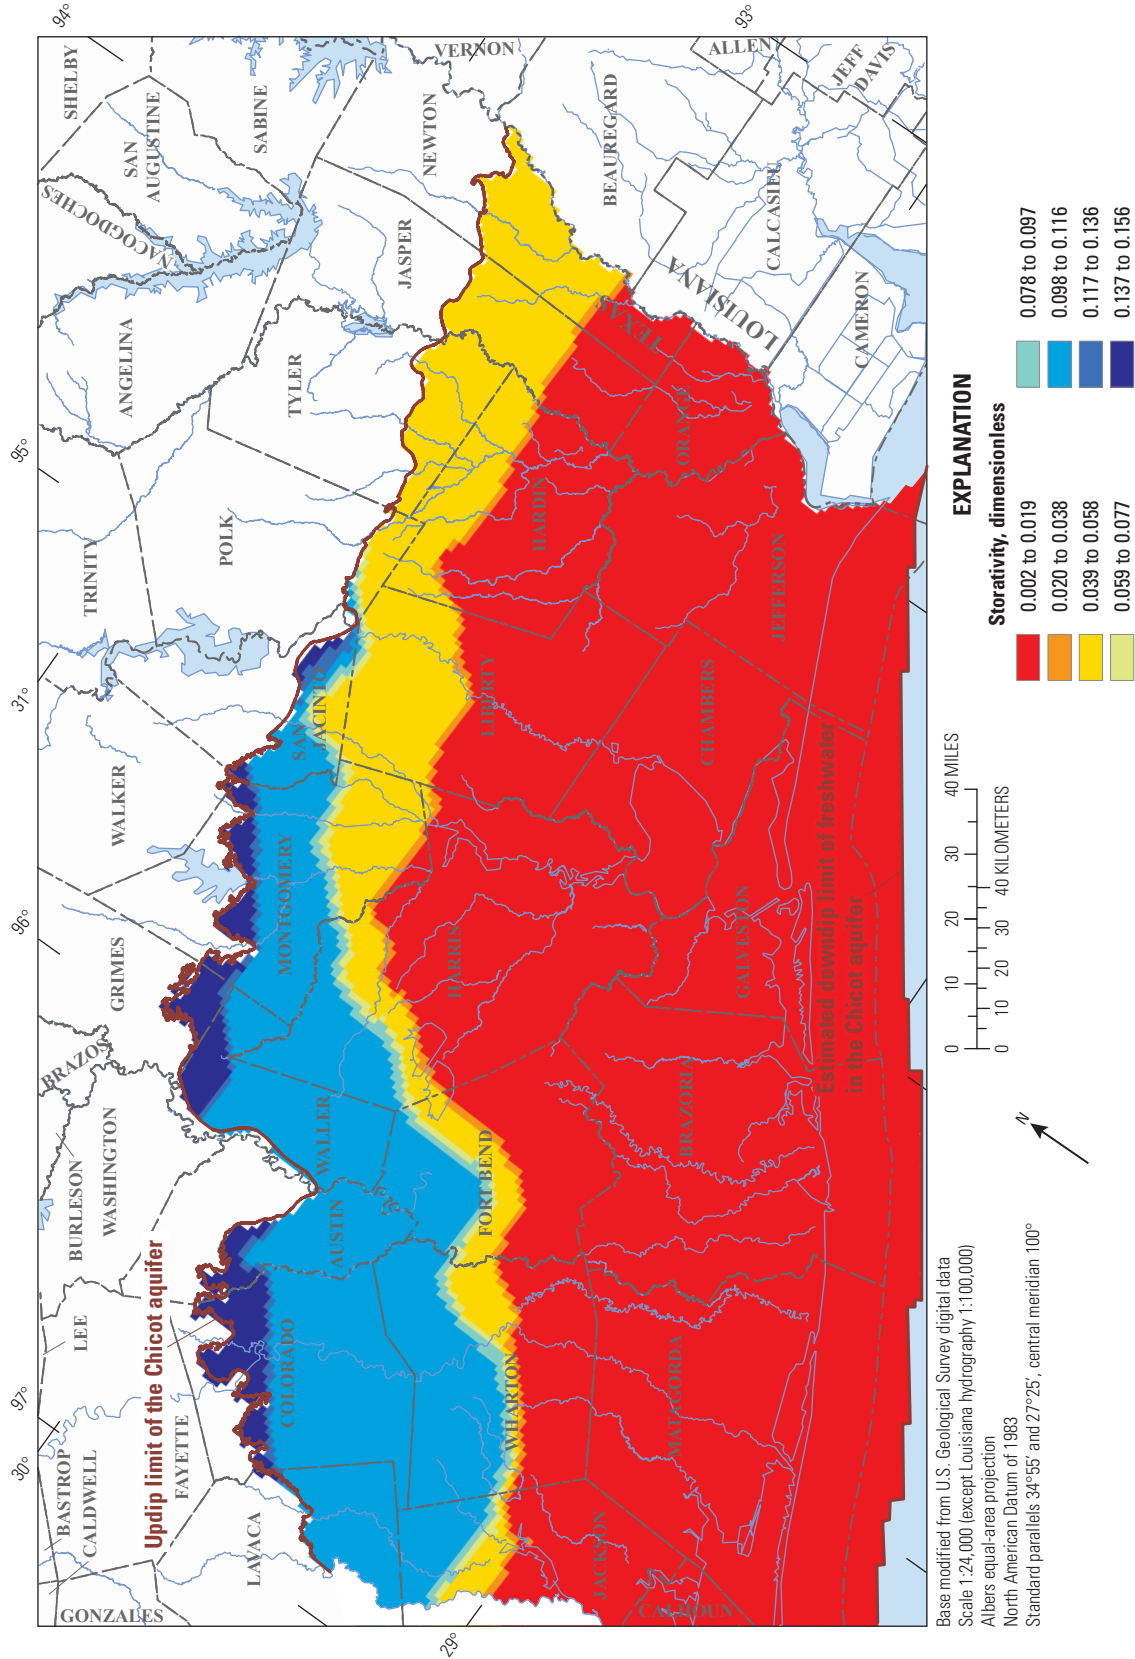 94°
93°
95°
31°
96°
97°
30°
29°
SHELBY
SAN
AUGUSTINE
SABINE
VERNON
ALLEN
JEFF
DAVIS
NACOGDOCHES
NEWTON
BEAUREGARD
JASPER
CALCASIEU
LOUISIANA
TEXAS
CAMERON
ANGELINA
TYLER
ORANGE
HARDIN
JEFFERSON
TRINITY
POLK
LIBERTY
CHAMBERS
SAN
JACINTO
WALKER
MONTGOMERY
HARRIS
GALVESTON
GRIMES
BRAZOS
WALLER
BRAZORIA
BURLESON
WASHINGTON
AUSTIN
FORT BEND
LEE
COLORADO
WHARTON
MATAGORDA
FAYETTE
BASTROP
CALDWELL
LAVACA
JACKSON
CALHOUN
GONZALES
Updip limit of the Chicot aquifer
Estimated downdip limit of freshwater
in the Chicot aquifer
EXPLANATION
Storativity, dimensionless
0.002 to 0.019
0.020 to 0.038
0.039 to 0.058
0.059 to 0.077
0.078 to 0.097
0.098 to 0.116
0.117 to 0.136
0.137 to 0.156
0 10 20 30 40 MILES
0 10 20 30 40 KILOMETERS
N
Base modified from U.S. Geological Survey digital data
Scale 1:24,000 (except Louisiana hydrography 1:100,000)
Albers equal-area projection
North American Datum of 1983
Standard parallels 34°55' and 27°25', central meridian 100°